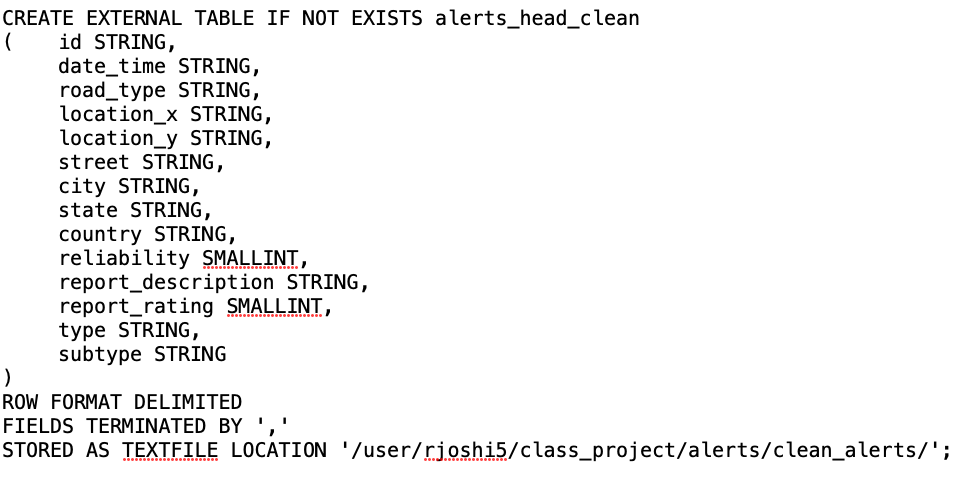 CREATE EXTERNAL TABLE IF NOT EXISTS alerts_head_clean
(    id STRING,
     date_time STRING,
     road_type STRING,
     location_x STRING,
     location_y STRING,
     street STRING,
     city STRING,
     state STRING,
     country STRING,
     reliability SMALLINT,
     report_description STRING,
     report_rating SMALLINT,
     type STRING,
     subtype STRING
)
ROW FORMAT DELIMITED
FIELDS TERMINATED BY ','
STORED AS TEXTFILE LOCATION '/user/rjoshi5/class_project/alerts/clean_alerts/';